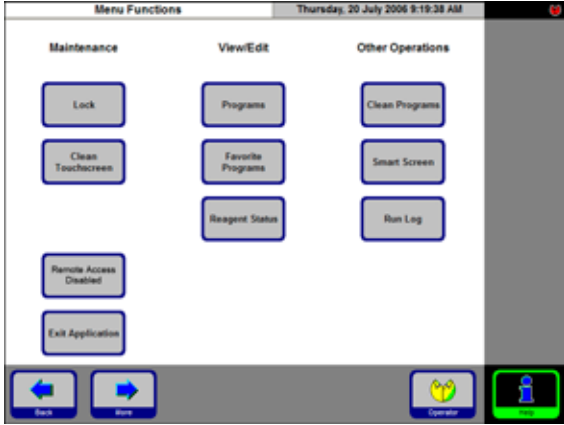 Menu Functions
Thursday, 20 July 2006 9:19:38 AM
Maintenance
View/Edit
Other Operations
Lock
Programs
Clean Programs
Clean
Touchscreen
Favorite
Programs
Smart Screen
Reagent Status
Run Log
Remote Access
Disabled
Exit Application
Back
More
Operator
Help